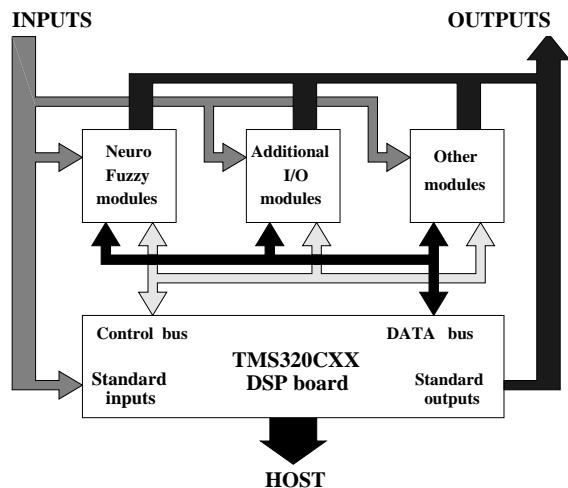 INPUTS
OUTPUTS
Neuro
Fuzzy
modules
Additional
I/O
modules
Other
modules
Control bus
DATA bus
TMS320CXX
DSP board
Standard
inputs
Standard
outputs
HOST